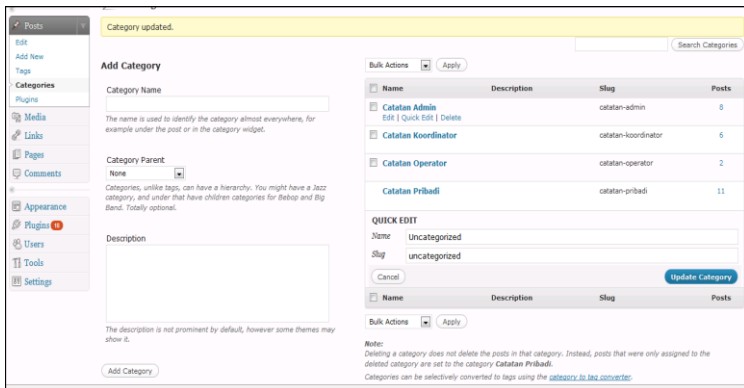 Posts
Edit
Add New
Tags
Categories
Plugins
Media
Links
Pages
Comments
Appearance
Plugins 16
Users
Tools
Settings
Category updated.
Search Categories
Add Category
Category Name
The name is used to identify the category almost everywhere, for
example under the post or in the category widget.
Category Parent
None
Categories, unlike tags, can have a hierarchy. You might have a Jazz
category, and under that have children categories for Bebop and Big
Band. Totally optional.
Description
The description is not prominent by default, however some themes may
show it.
Add Category
Bulk Actions Apply
Name Description Slug Posts
Catatan Admin catatan-admin 8
Edit | Quick Edit | Delete
Catatan Koordinator catatan-koordinator 6
Catatan Operator catatan-operator 2
Catatan Pribadi catatan-pribadi 11
QUICK EDIT
Name Uncategorized
Slug uncategorized
Cancel Update Category
Name Description Slug Posts
Bulk Actions Apply
Note:
Deleting a category does not delete the posts in that category. Instead, posts that were only assigned to the
deleted category are set to the category Catatan Pribadi.
Categories can be selectively converted to tags using the category to tag converter.